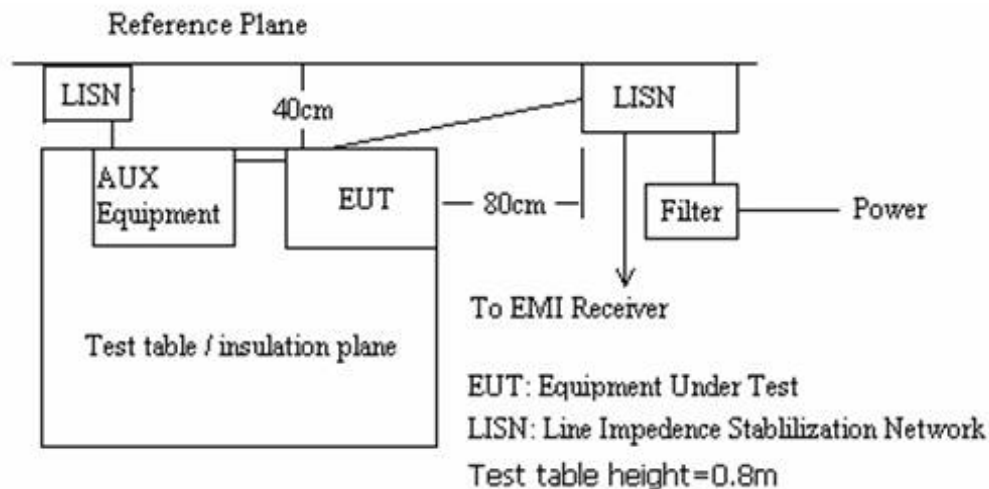 Reference Plane
LISN
40cm
LISN
AUX
Equipment
EUT
80cm
Filter
Power
To EMI Receiver
Test table / insulation plane
EUT: Equipment Under Test
LISN: Line Impedence Stablilization Network
Test table height=0.8m